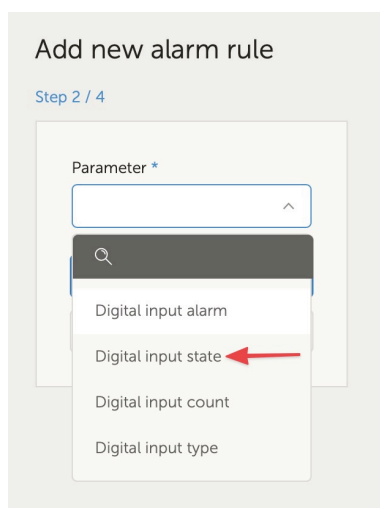 Add new alarm rule
Step 2 / 4
Parameter *
Digital input alarm
Digital input state
Digital input count
Digital input type